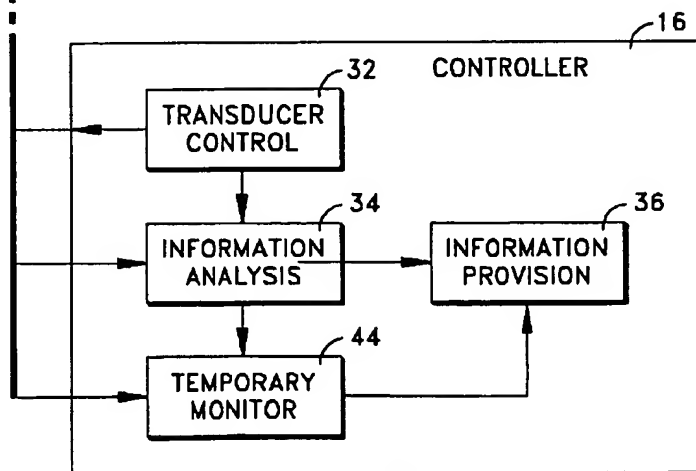 16
CONTROLLER
32
TRANSDUCER
CONTROL
34
INFORMATION
ANALYSIS
36
INFORMATION
PROVISION
44
TEMPORARY
MONITOR